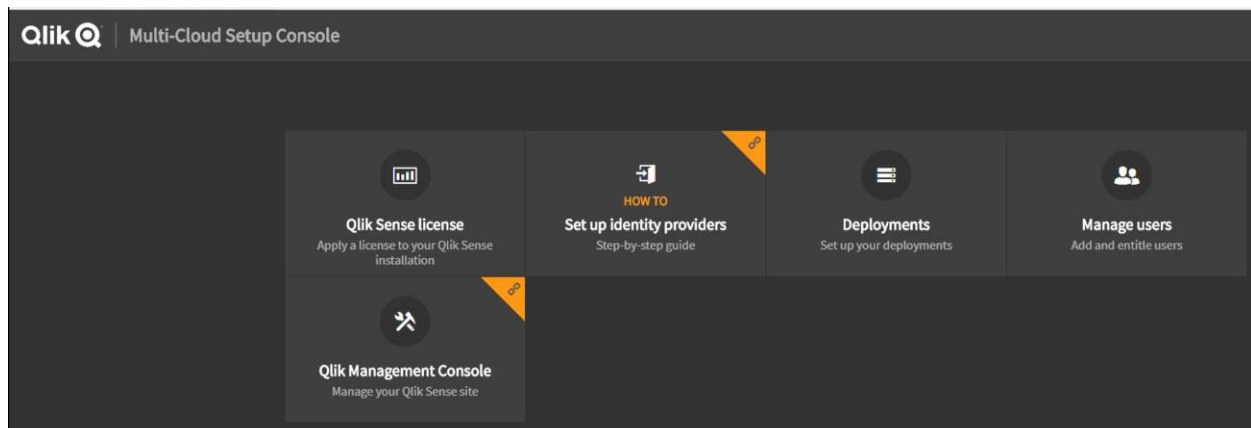 Qlik Multi-Cloud Setup Console
HOW TO
Qlik Sense license
Apply a license to your Qlik Sense
installation
Set up identity providers
Step-by-step guide
Deployments
Set up your deployments
Manage users
Add and entitle users
Qlik Management Console
Manage your Qlik Sense site